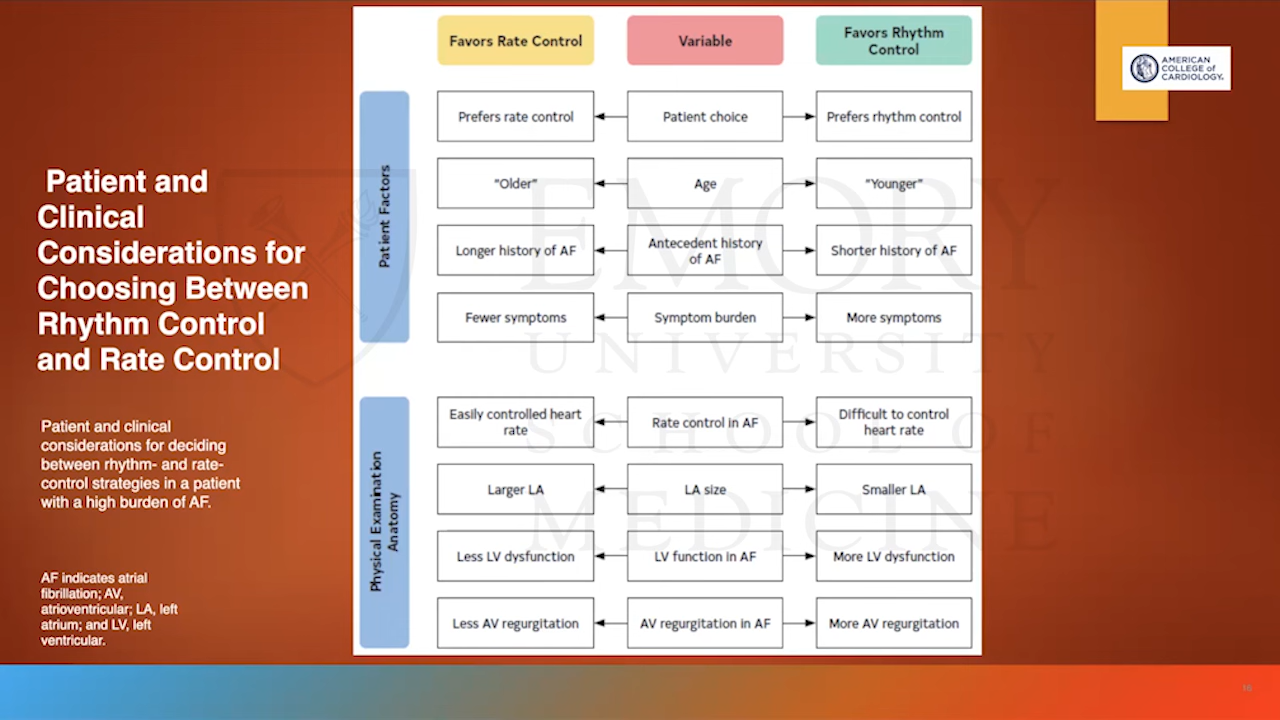 Patient and
Clinical
Considerations for
Choosing Between
Rhythm Control
and Rate Control
Patient and clinical
considerations for deciding
between rhythm- and rate-
control strategies in a patient
with a high burden of AF.
AF indicates atrial
fibrillation; AV,
atrioventricular; LA, left
atrium; and LV, left
ventricular.
Favors Rate Control
Variable
Favors Rhythm
Control
Patient Factors
Prefers rate control
Patient choice
Prefers rhythm control
"Older"
Age
"Younger"
Longer history of AF
Antecedent history
of AF
Shorter history of AF
Fewer symptoms
Symptom burden
More symptoms
Physical Examination
Anatomy
Easily controlled heart
rate
Rate control in AF
Difficult to control
heart rate
Larger LA
LA size
Smaller LA
Less LV dysfunction
LV function in AF
More LV dysfunction
Less AV regurgitation
AV regurgitation in AF
More AV regurgitation
AMERICAN
COLLEGE of
CARDIOLOGY.
EMORY
UNIVERSITY
SCHOOL OF
MEDICINE
16